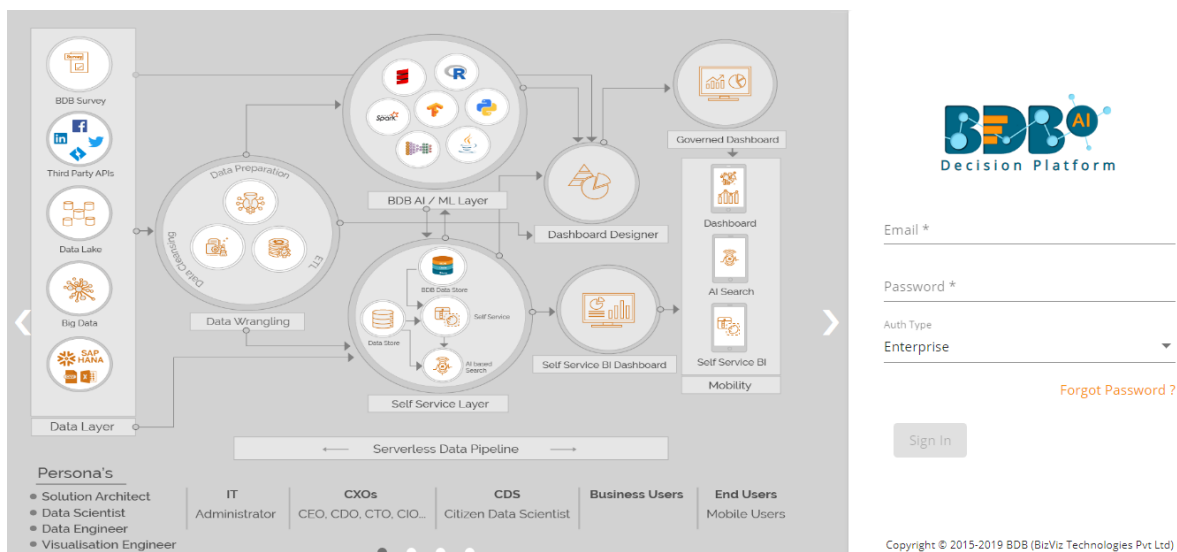 BDB Survey
Third Party APIs
Data Lake
Big Data
SAP
HANA
Data Layer
Data Preparation
Data Cleansing
ETL
Data Wrangling
R
Spark
BDB AI / ML Layer
BDB Data Store
Data Store
Self Service
AI based
Search
Self Service Layer
Dashboard Designer
Self Service BI Dashboard
Governed Dashboard
Dashboard
AI Search
Self Service BI
Mobility
Serverless Data Pipeline
Persona's
Solution Architect
Data Scientist
Data Engineer
Visualisation Engineer
IT
Administrator
CXOs
CEO, CDO, CTO, CIO...
CDS
Citizen Data Scientist
Business Users
End Users
Mobile Users
BDB AI
Decision Platform
Email *
Password *
Auth Type
Enterprise
Forgot Password ?
Sign In
Copyright © 2015-2019 BDB (BizViz Technologies Pvt Ltd)